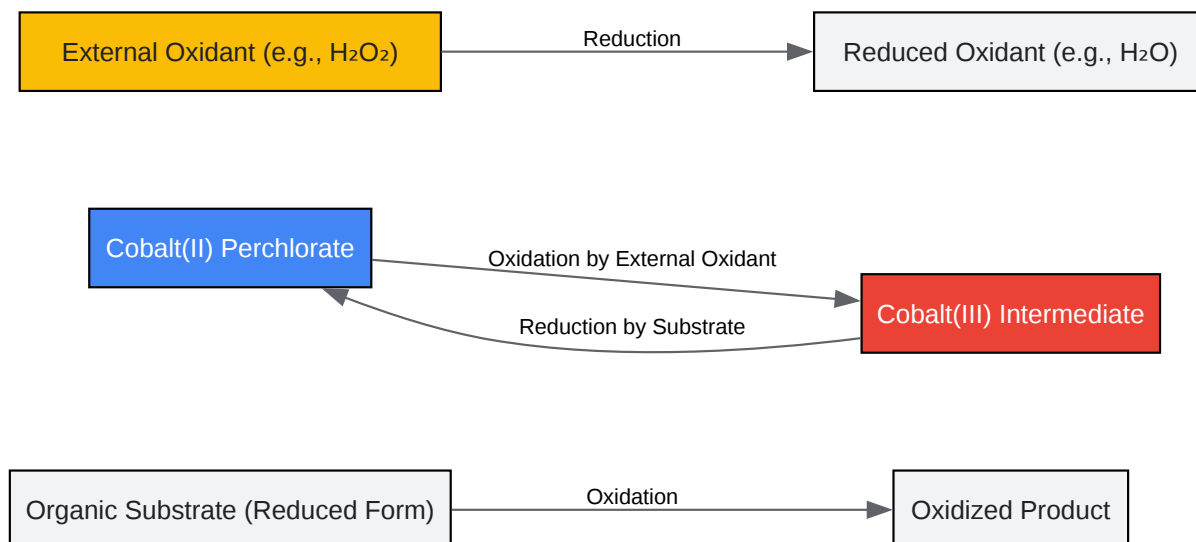 External Oxidant (e.g., H₂O₂)
Reduction
Reduced Oxidant (e.g., H₂O)
Cobalt(II) Perchlorate
Oxidation by External Oxidant
Cobalt(III) Intermediate
Reduction by Substrate
Organic Substrate (Reduced Form)
Oxidation
Oxidized Product